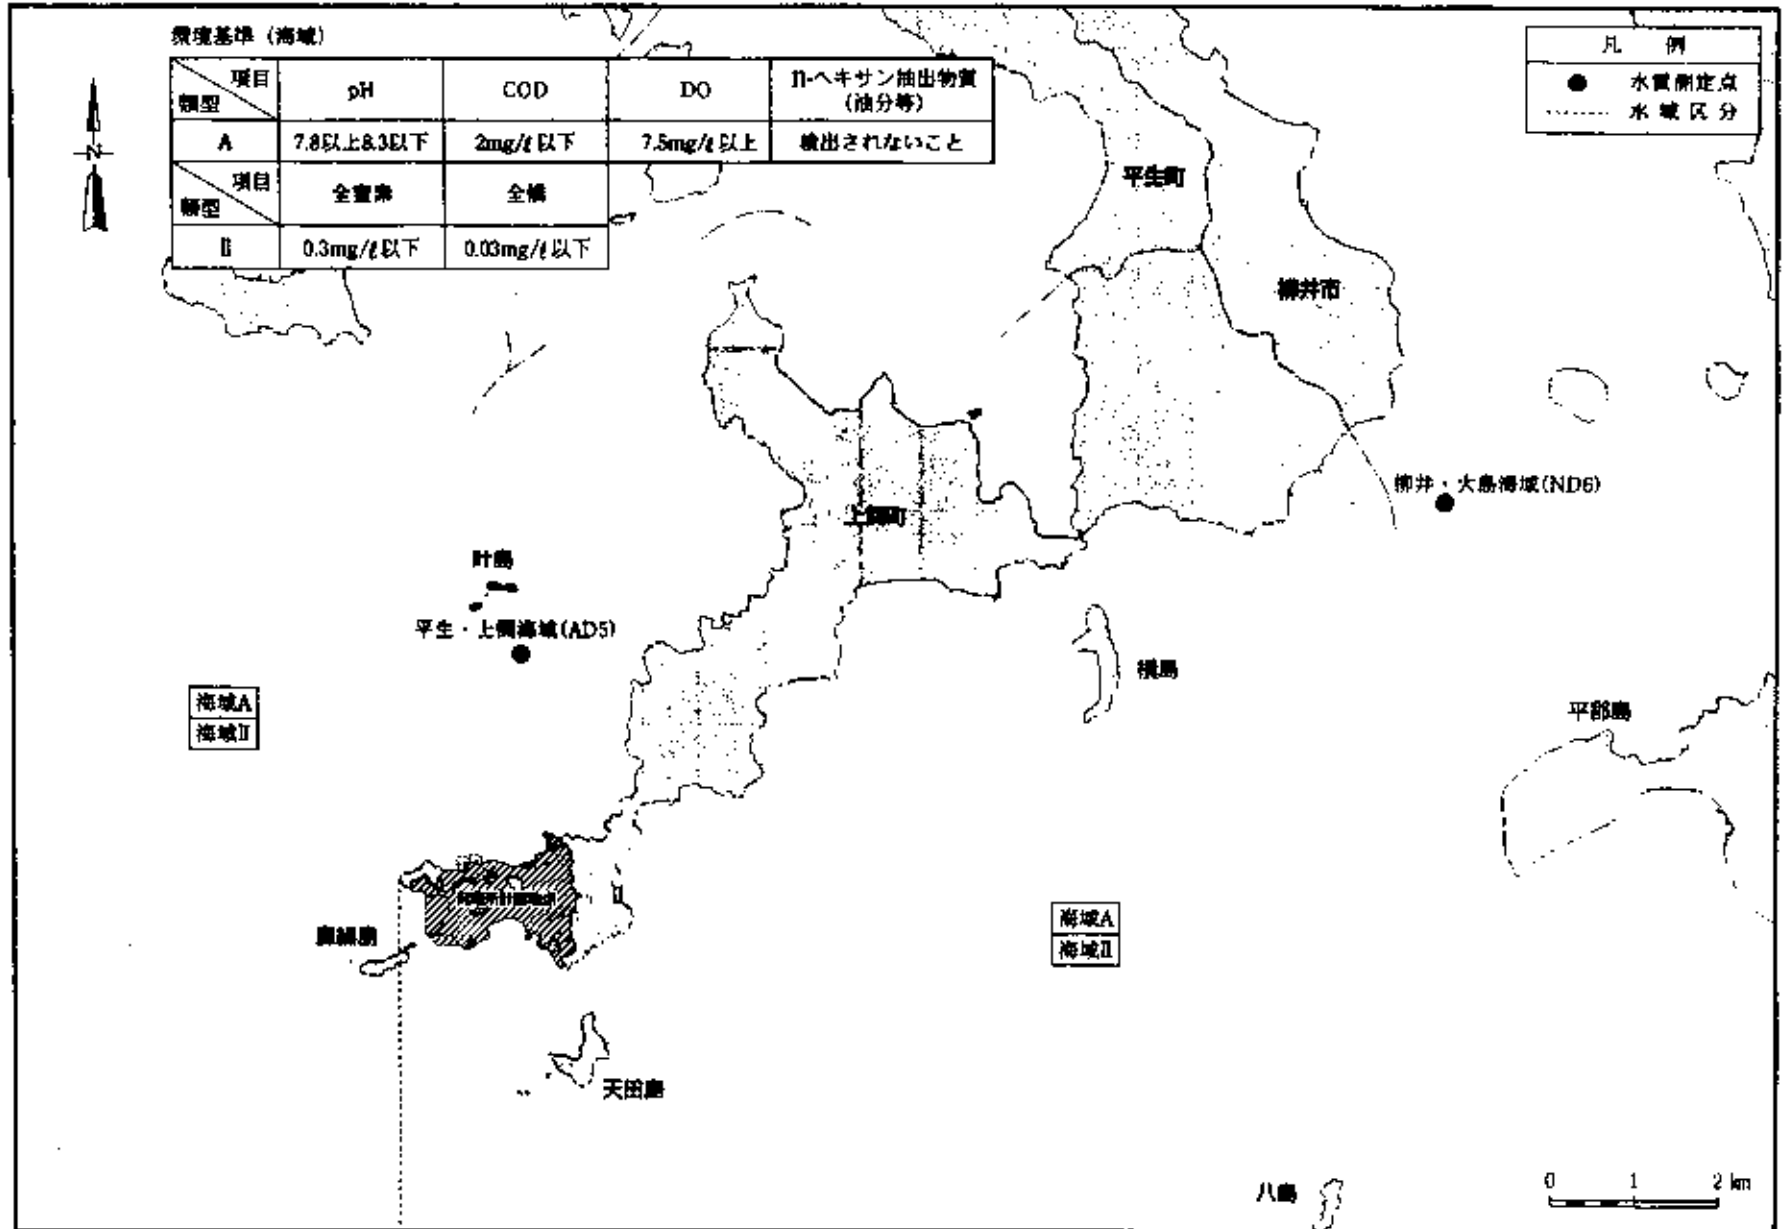 環境基準 (海域)
項目
類型
pH
COD
DO
n-ヘキサン抽出物質
(油分等)
A
7.8以上8.3以下
2mg/ℓ以下
7.5mg/ℓ以上
検出されないこと
項目
類型
全窒素
全燐
Ⅱ
0.3mg/ℓ以下
0.03mg/ℓ以下
凡 例
水質測定点
水域区分
N
平生町
柳井市
柳井・大島海域(ND6)
上関町
叶島
平生・上関海域(AD5)
横島
海域A
海域Ⅱ
平郡島
鼻繰島
海域A
海域Ⅱ
天田島
八島
0 1 2 km